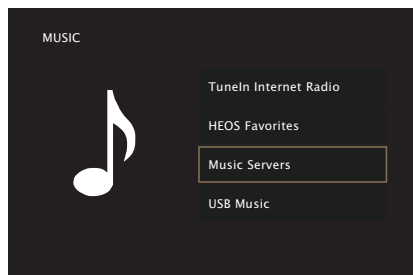 MUSIC
TuneIn Internet Radio
HEOS Favorites
Music Servers
USB Music